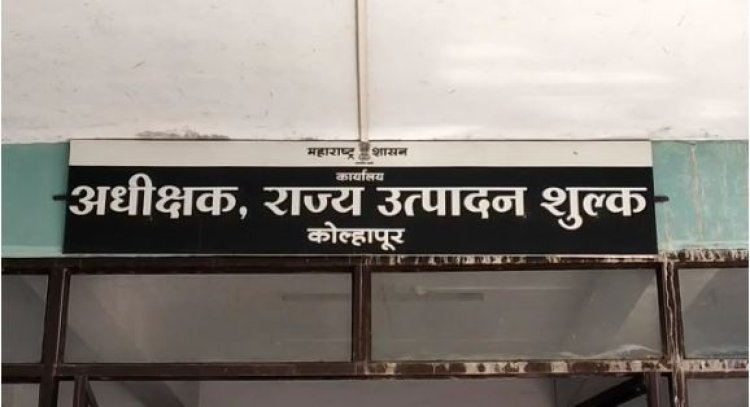 महाराष्ट्र शासन
कार्यालय
अधीक्षक, राज्य उत्पादन शुल्क
कोल्हापूर